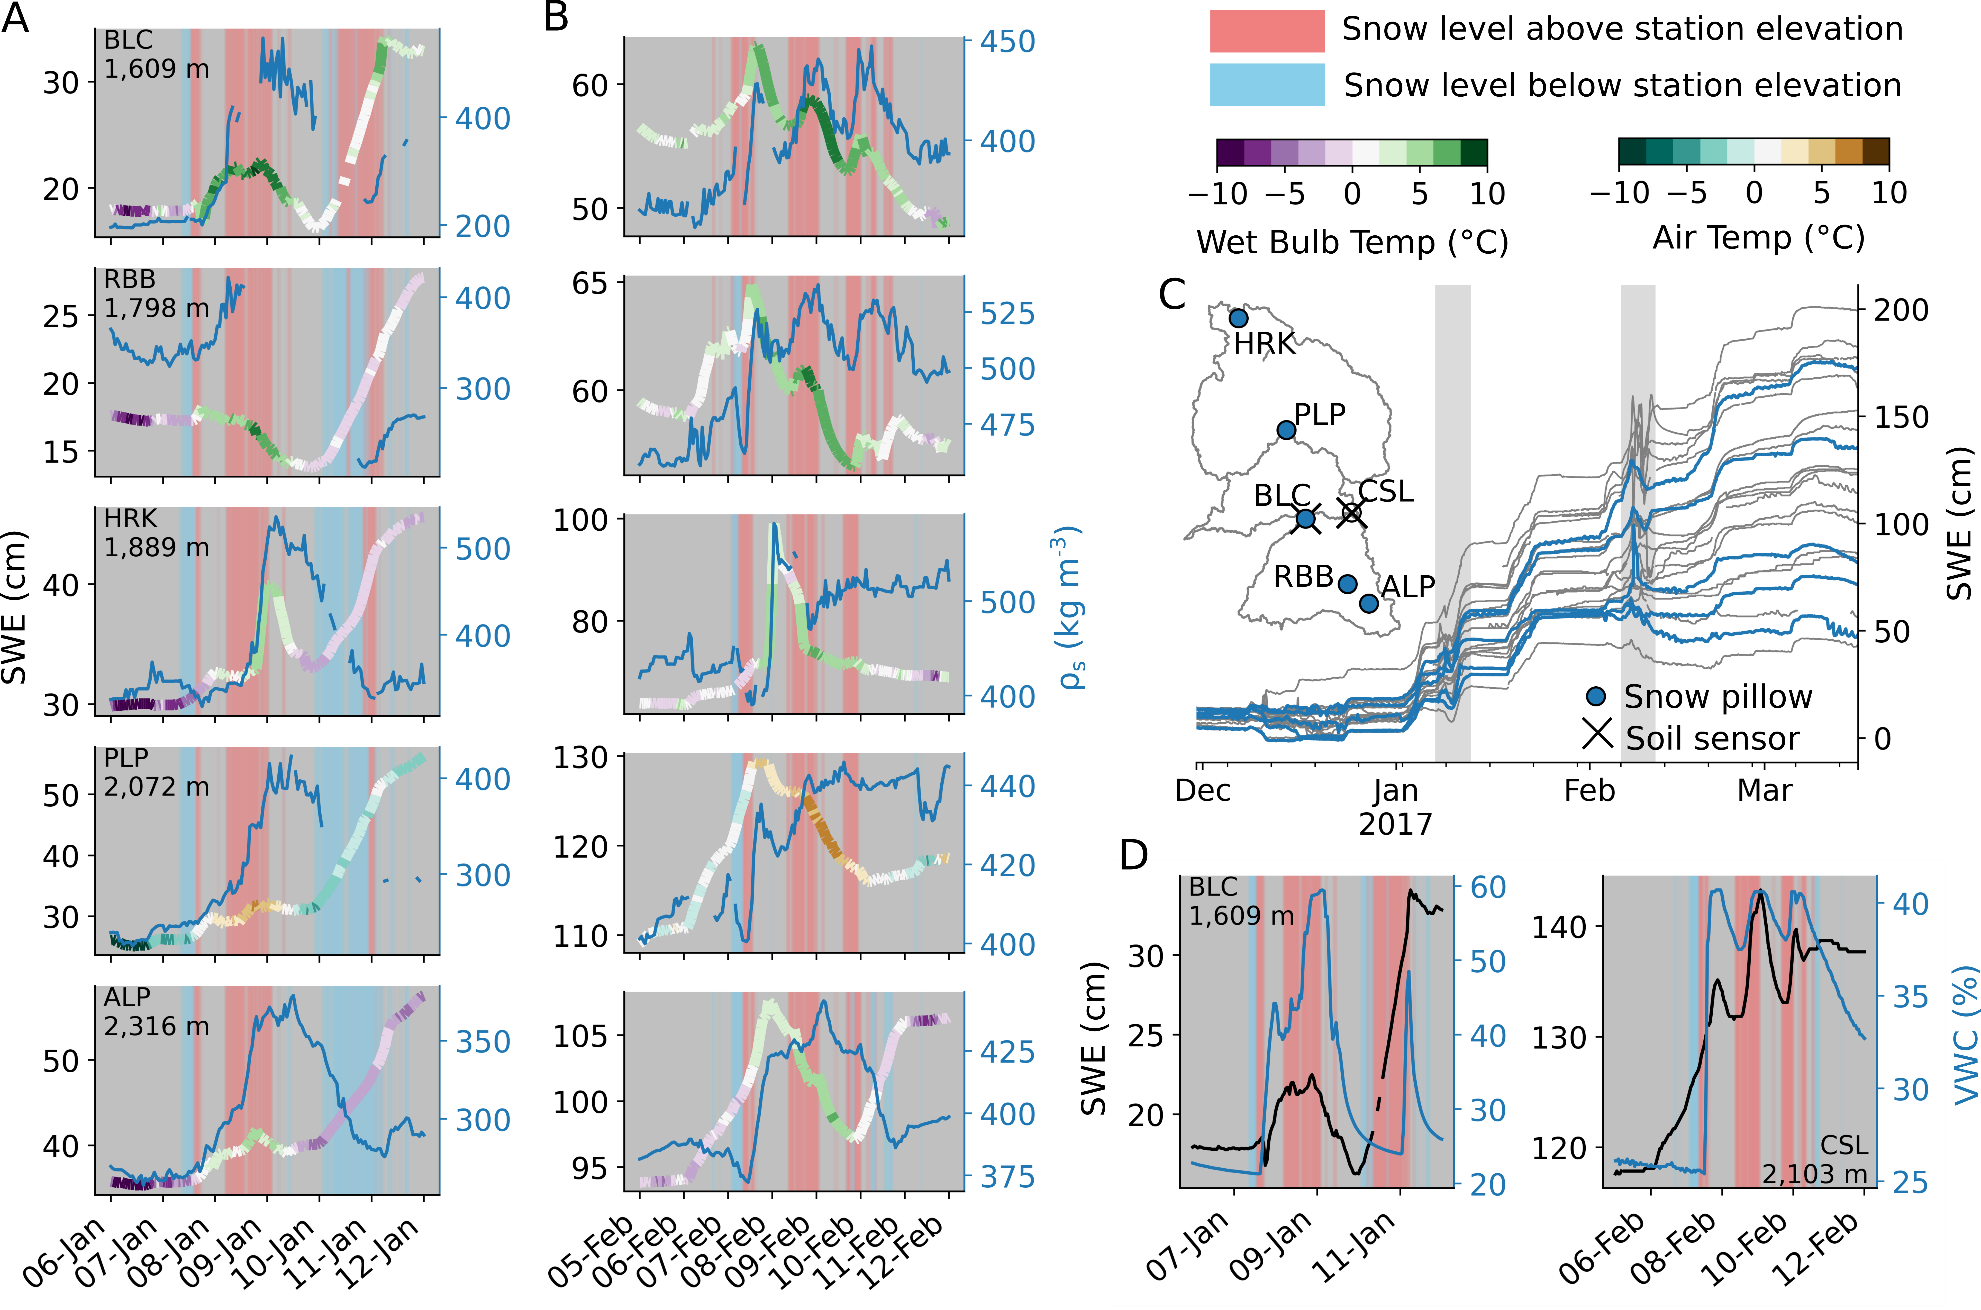 A
BLC
1,609 m
30
20
400
200
RBB
1,798 m
25
20
15
400
300
HRK
1,889 m
40
30
500
400
PLP
2,072 m
50
40
30
400
300
ALP
2,316 m
50
40
350
300
SWE (cm)
06-Jan
07-Jan
08-Jan
09-Jan
10-Jan
11-Jan
12-Jan
B
60
50
450
400
65
60
525
500
475
100
80
500
400
130
120
110
440
420
400
105
100
95
425
400
375
ρs (kg m-3)
05-Feb
06-Feb
07-Feb
08-Feb
09-Feb
10-Feb
11-Feb
12-Feb
Snow level above station elevation
Snow level below station elevation
−10 −5 0 5 10
Wet Bulb Temp (°C)
−10 −5 0 5 10
Air Temp (°C)
C
HRK
PLP
BLC
CSL
RBB
ALP
Snow pillow
Soil sensor
200
150
100
50
0
SWE (cm)
Dec Jan Feb Mar
2017
D
BLC
1,609 m
30
25
20
SWE (cm)
60
50
40
30
20
07-Jan
09-Jan
11-Jan
140
130
120
CSL
2,103 m
40
35
30
25
VWC (%)
06-Feb
08-Feb
10-Feb
12-Feb